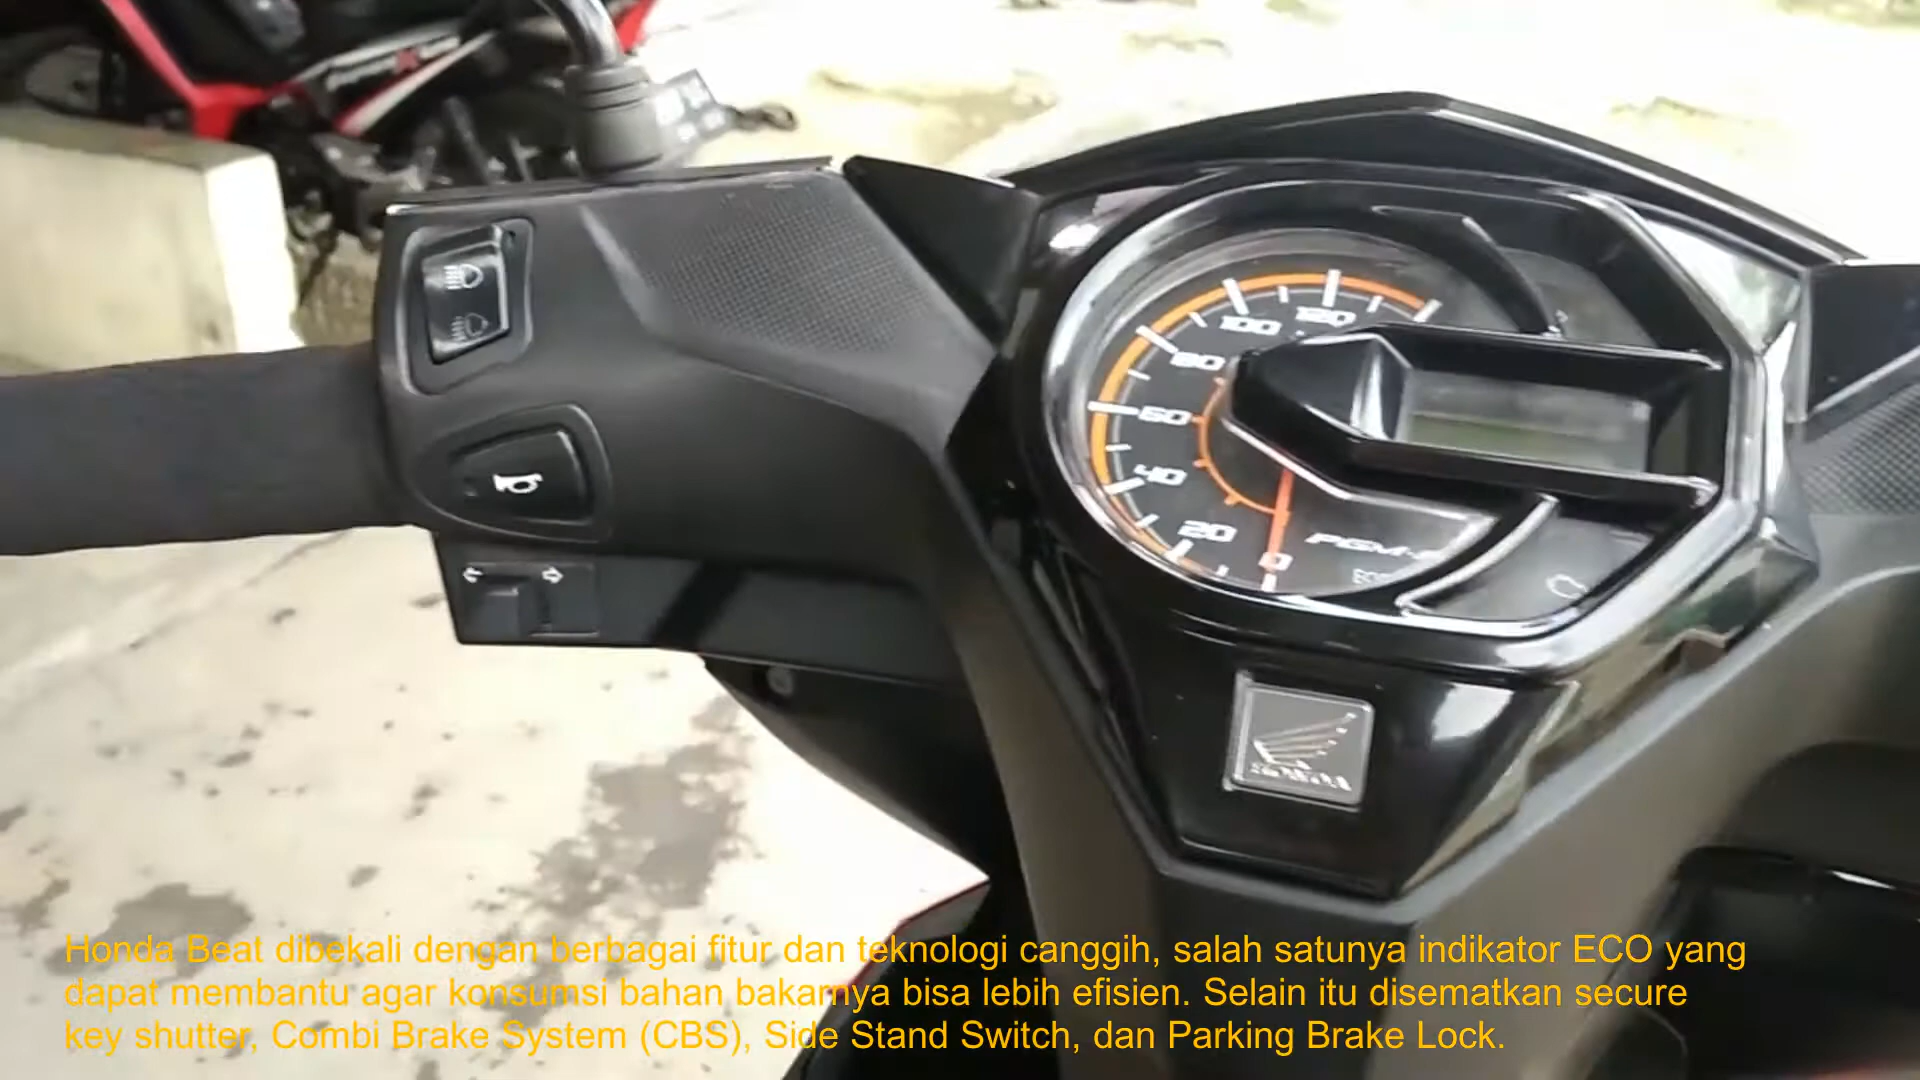 120
100
80
60
40
20
0
PGM-
HONDA
Honda Beat dibekali dengan berbagai fitur dan teknologi canggih, salah satunya indikator ECO yang
dapat membantu agar konsumsi bahan bakarnya bisa lebih efisien. Selain itu disematkan secure
key shutter, Combi Brake System (CBS), Side Stand Switch, dan Parking Brake Lock.